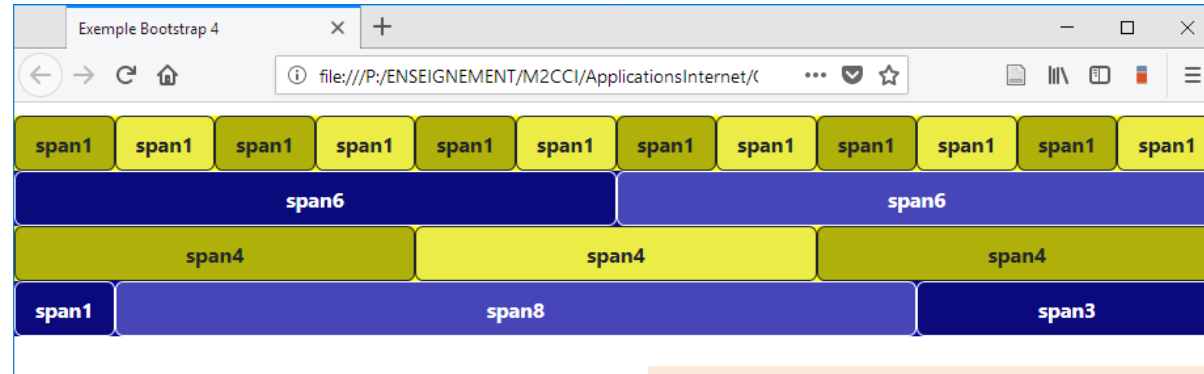 Exemple Bootstrap 4
file:///P:/ENSEIGNEMENT/M2CCI/ApplicationsInternet/(
span1 span1 span1 span1 span1 span1 span1 span1 span1 span1 span1 span1
span6 span6
span4 span4 span4
span1 span8 span3